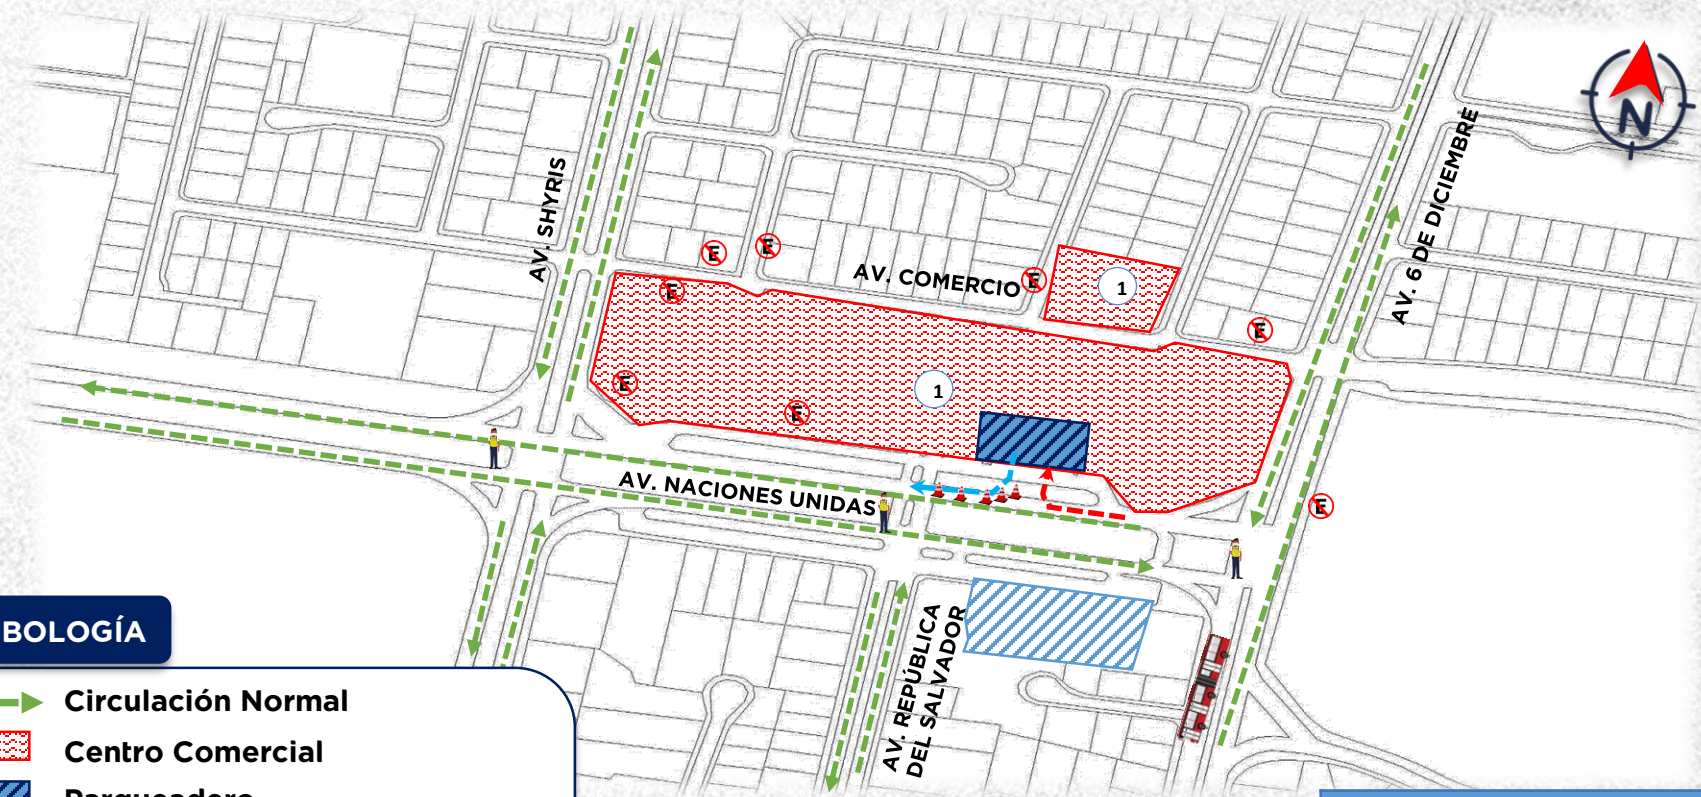 N
AV. SHYRIS
AV. 6 DE DICIEMBRE
E
E
AV. COMERCIO
E
1
E
E
E
1
E
E
AV. NACIONES UNIDAS
AV. REPÚBLICA
DEL SALVADOR
BOLOGÍA
Circulación Normal
Centro Comercial
Parqueadero